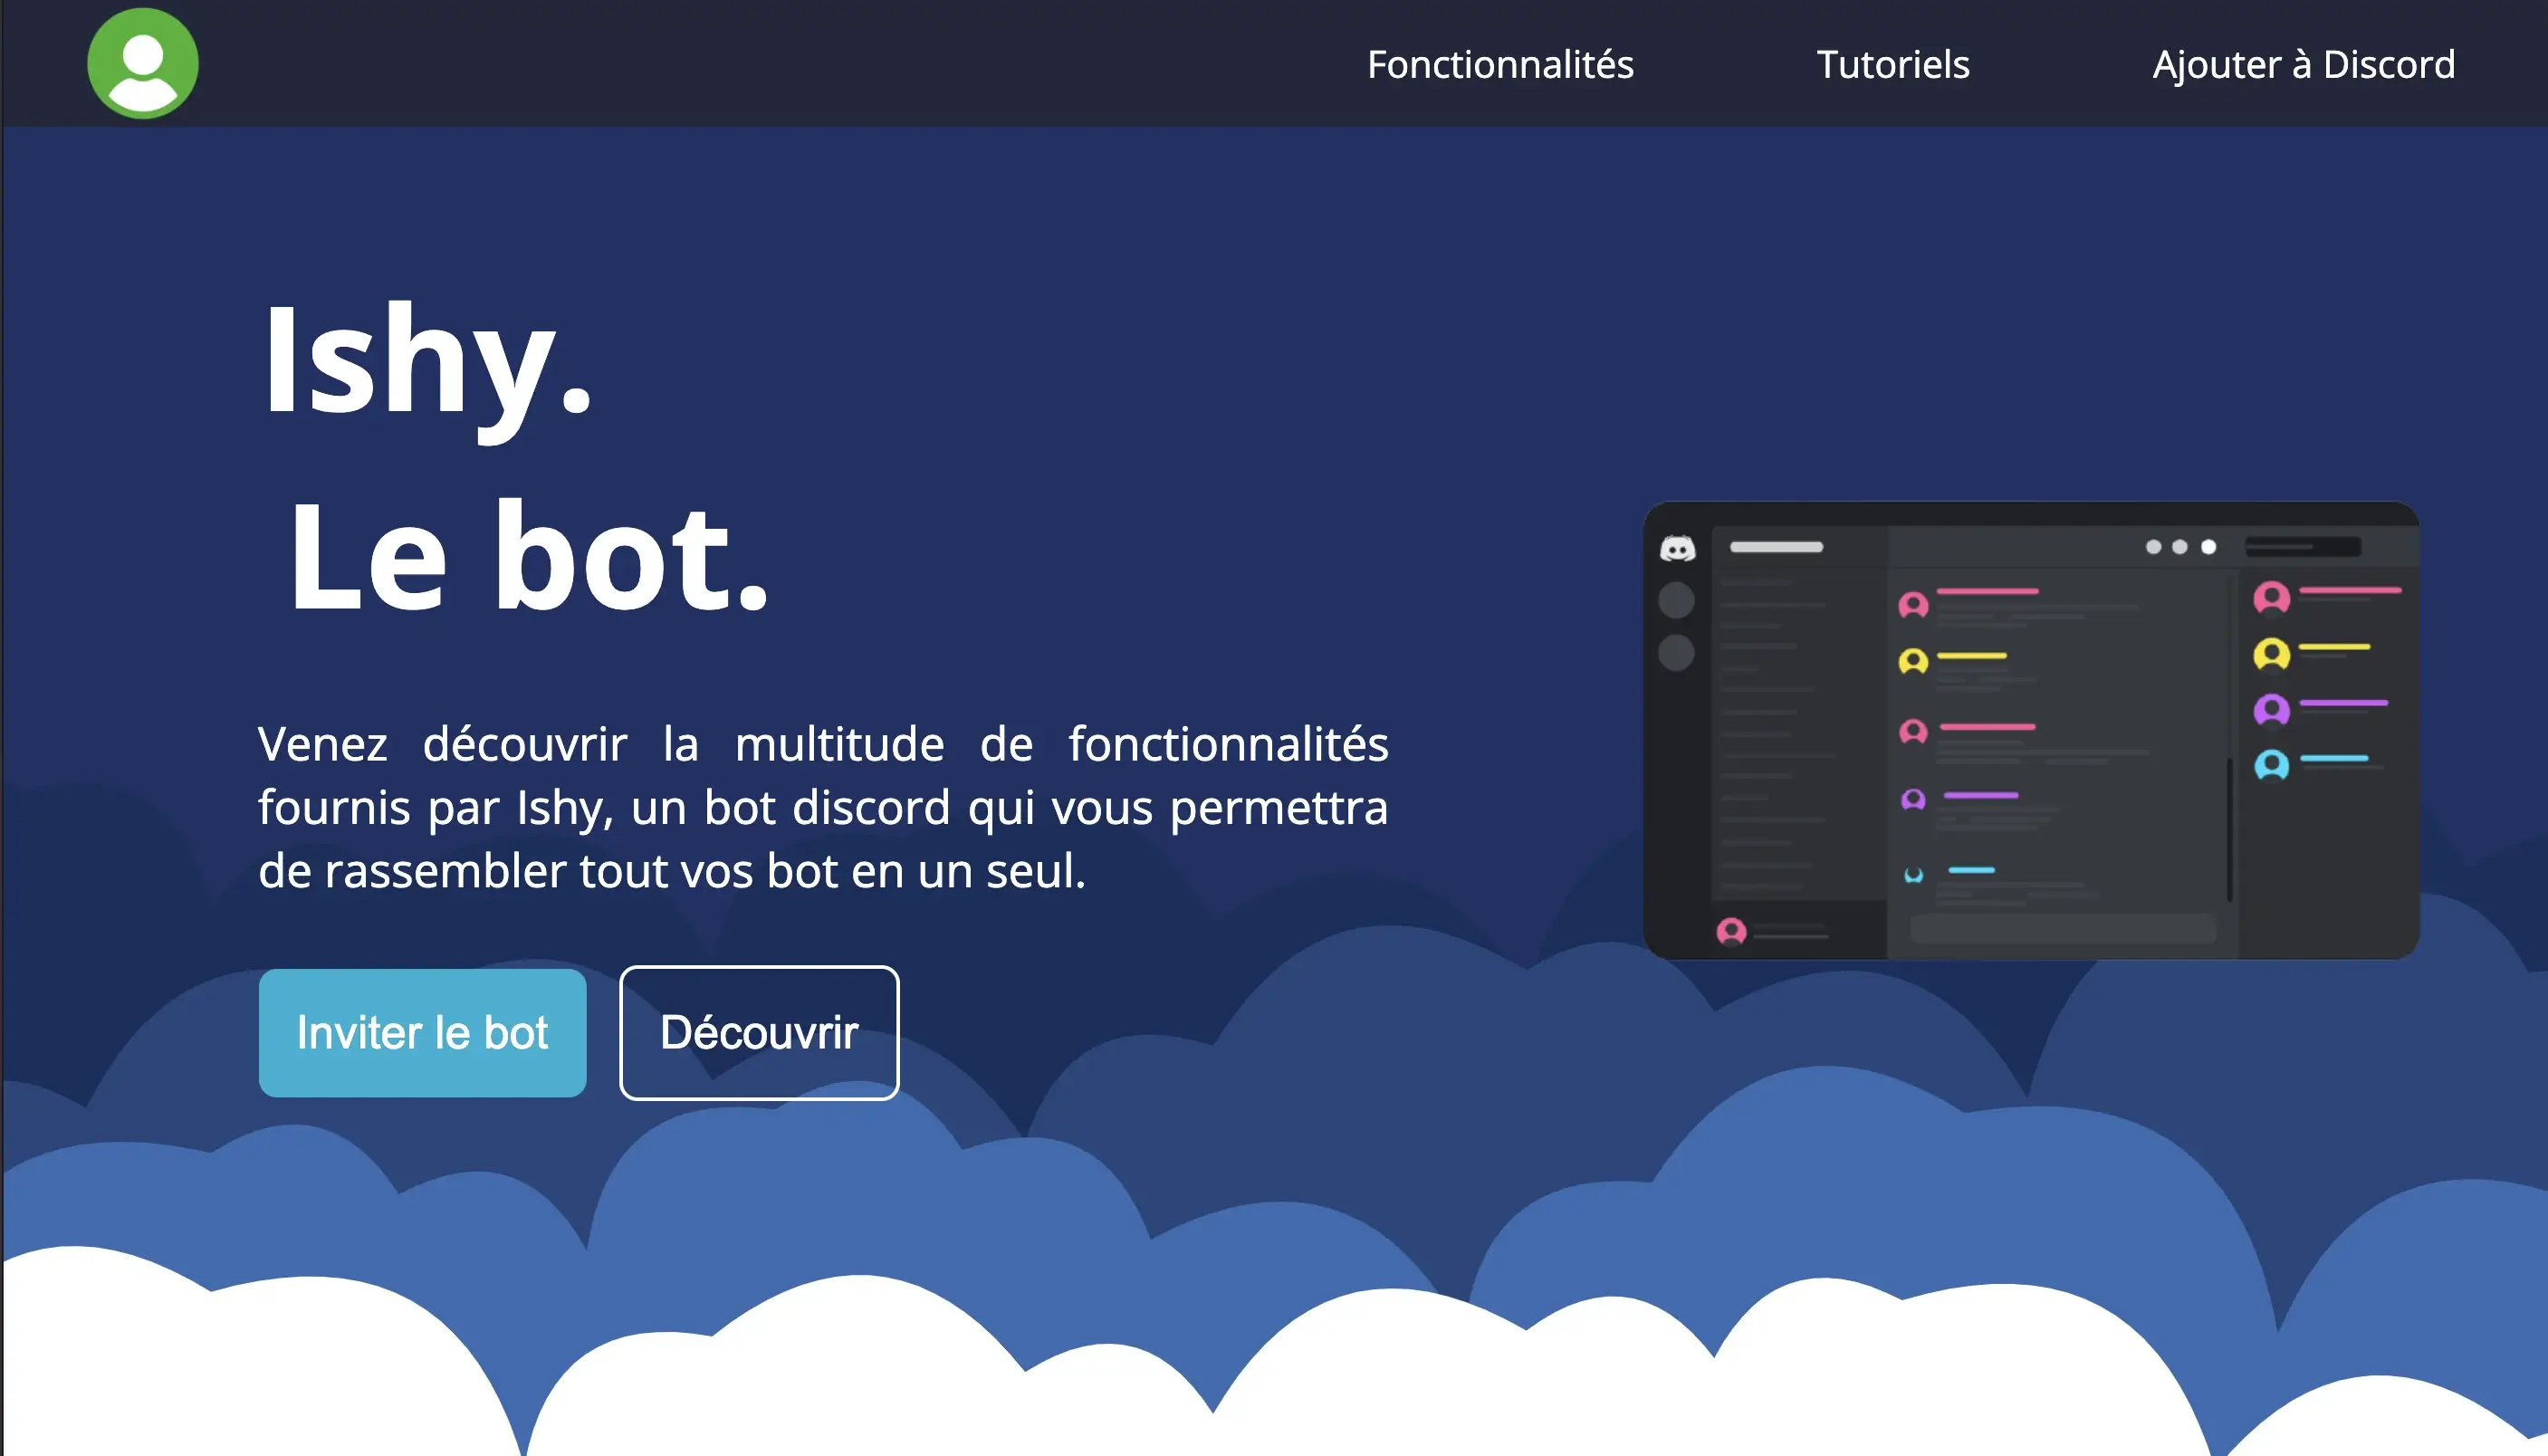 Fonctionnalités
Tutoriels
Ajouter à Discord
Ishy.
Le bot.
Venez découvrir la multitude de fonctionnalités
fournis par Ishy, un bot discord qui vous permettra
de rassembler tout vos bot en un seul.
Inviter le bot
Découvrir